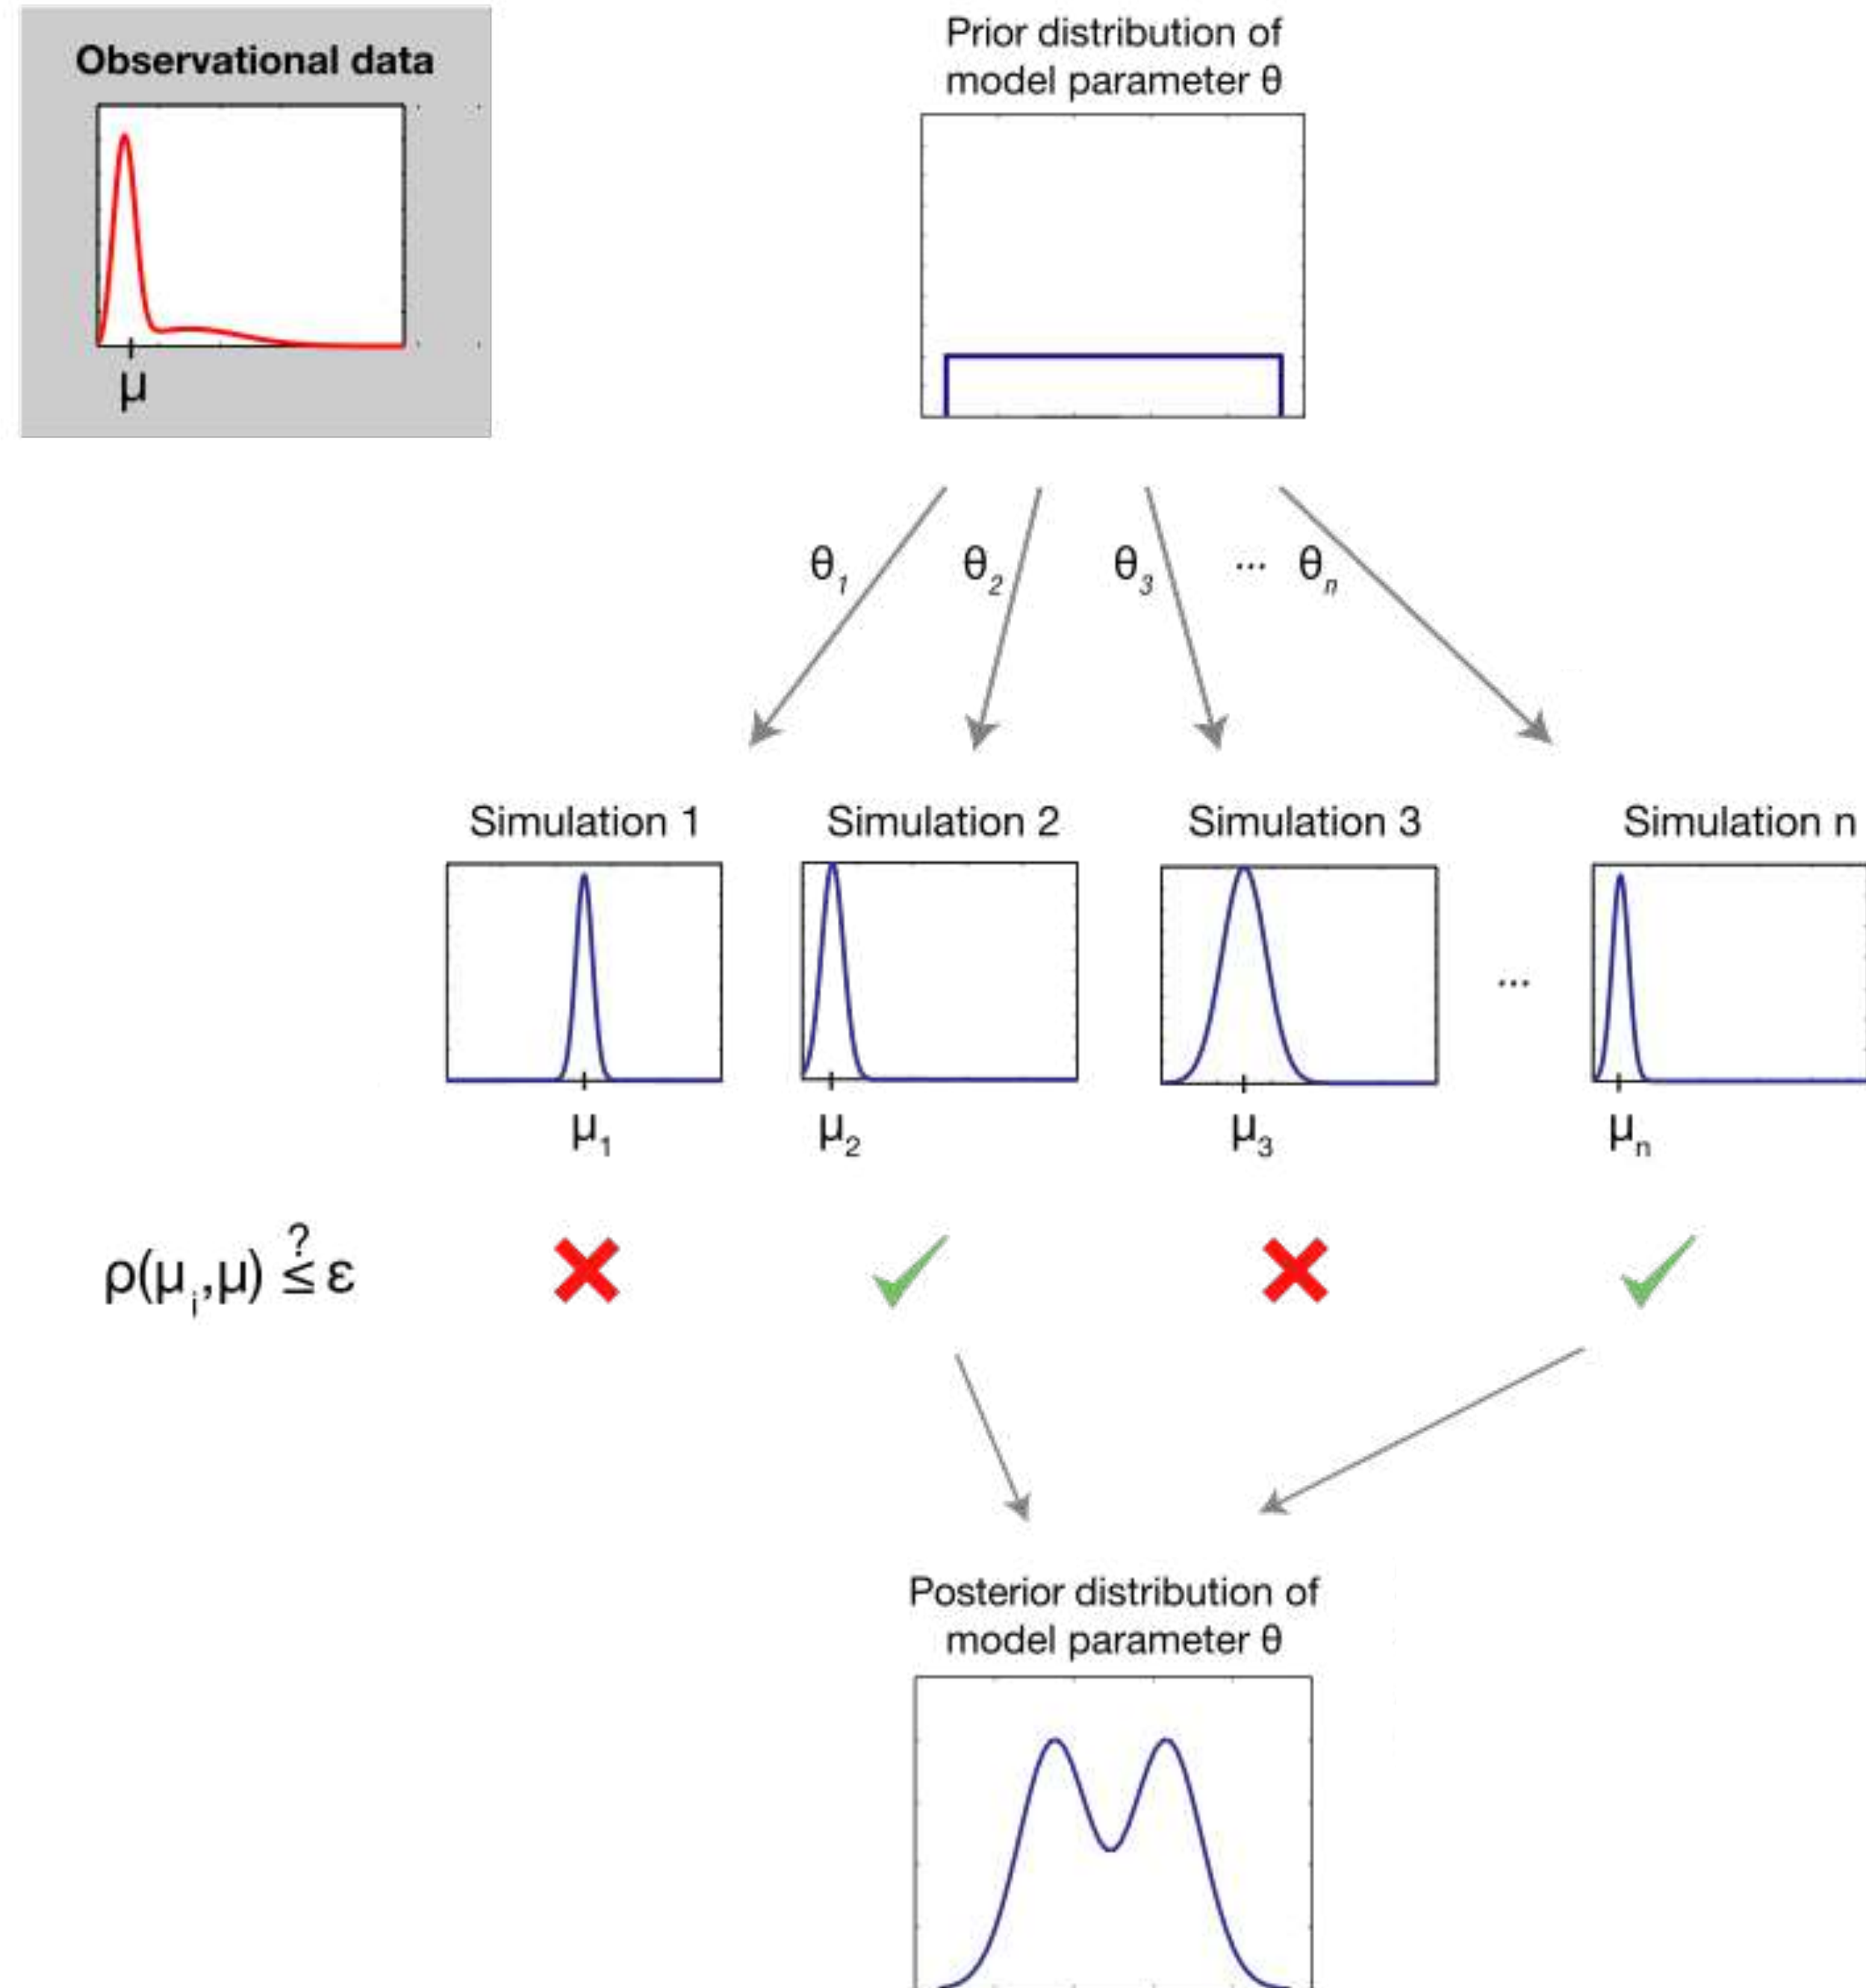 Observational data
μ
Prior distribution of
model parameter θ
θ1 θ2 θ3 ... θn
Simulation 1 Simulation 2 Simulation 3 Simulation n
...
μ1 μ2 μ3 μn
ρ(μi,μ) ≤ ε
?
Posterior distribution of
model parameter θ